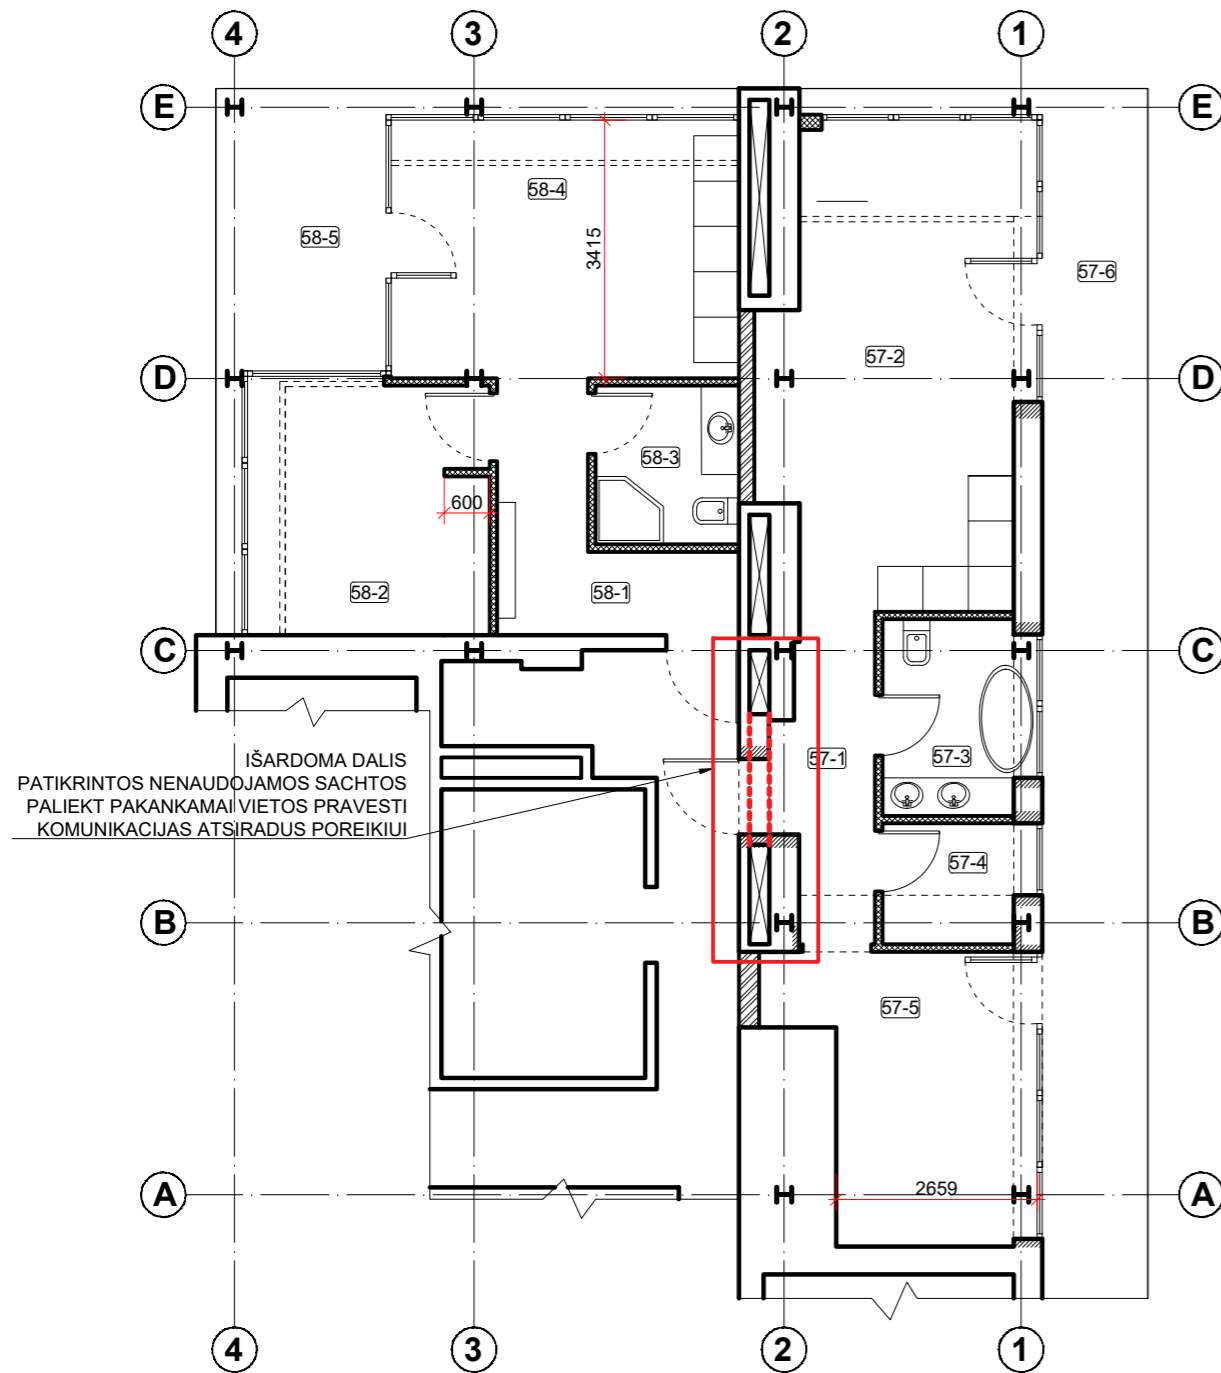 4 3 2 1
E E
58-4
58-5
3415
57-6
57-2
D D
58-3
600
58-2
58-1
C C
57-1
57-3
IŠARDOMA DALIS
PATIKRINTOS NENAUDOJAMOS SACHTOS
PALIEKT PAKANKAMAI VIETOS PRAVESTI
KOMUNIKACIJAS ATSIRADUS POREIKIUI
57-4
B B
57-5
A A
2659
4 3 2 1